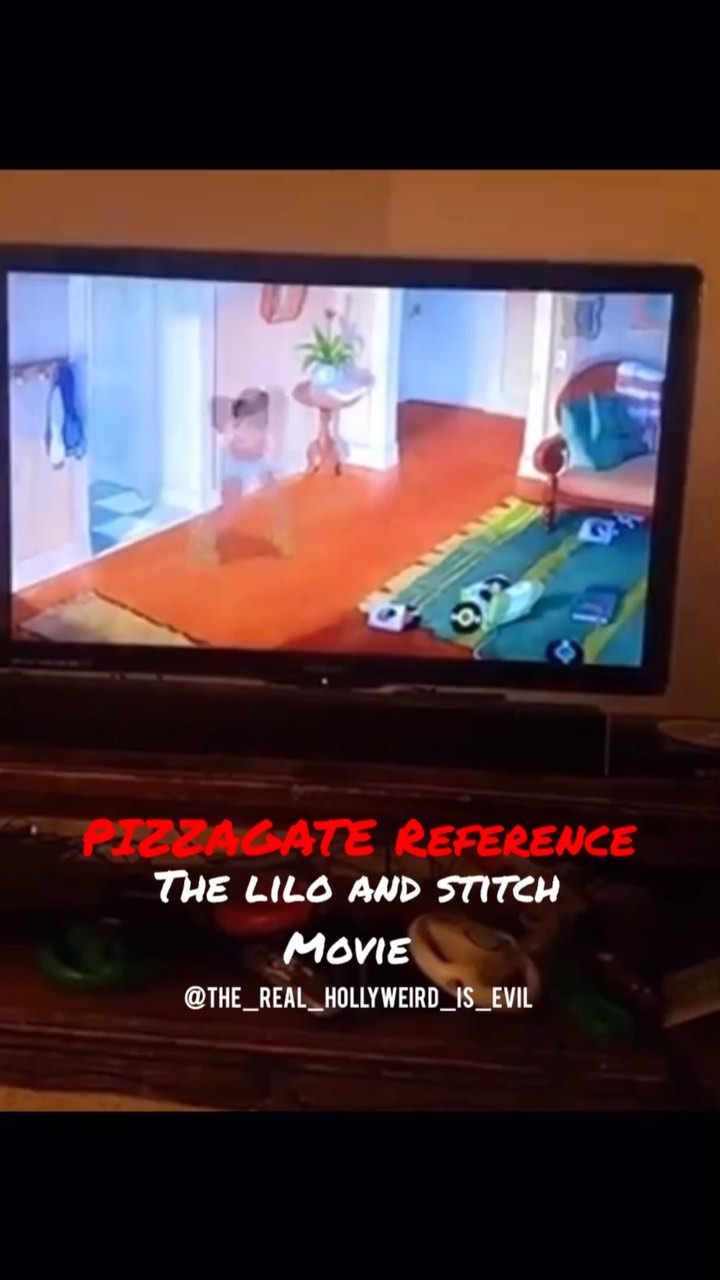 PIZZAGATE REFERENCE
THE LILO AND STITCH
MOVIE
@THE_REAL_HOLLYWEIRD_IS_EVIL